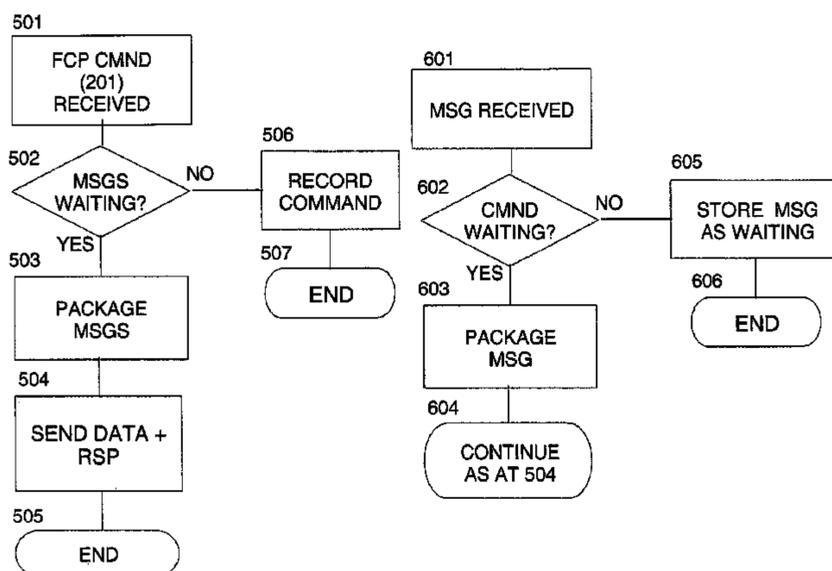 501
FCP CMND
(201)
RECEIVED
502
MSGS
WAITING?
NO
YES
506
RECORD
COMMAND
507
END
503
PACKAGE
MSGS
504
SEND DATA +
RSP
505
END
601
MSG RECEIVED
602
CMND
WAITING?
NO
YES
605
STORE MSG
AS WAITING
606
END
603
PACKAGE
MSG
604
CONTINUE
AS AT 504